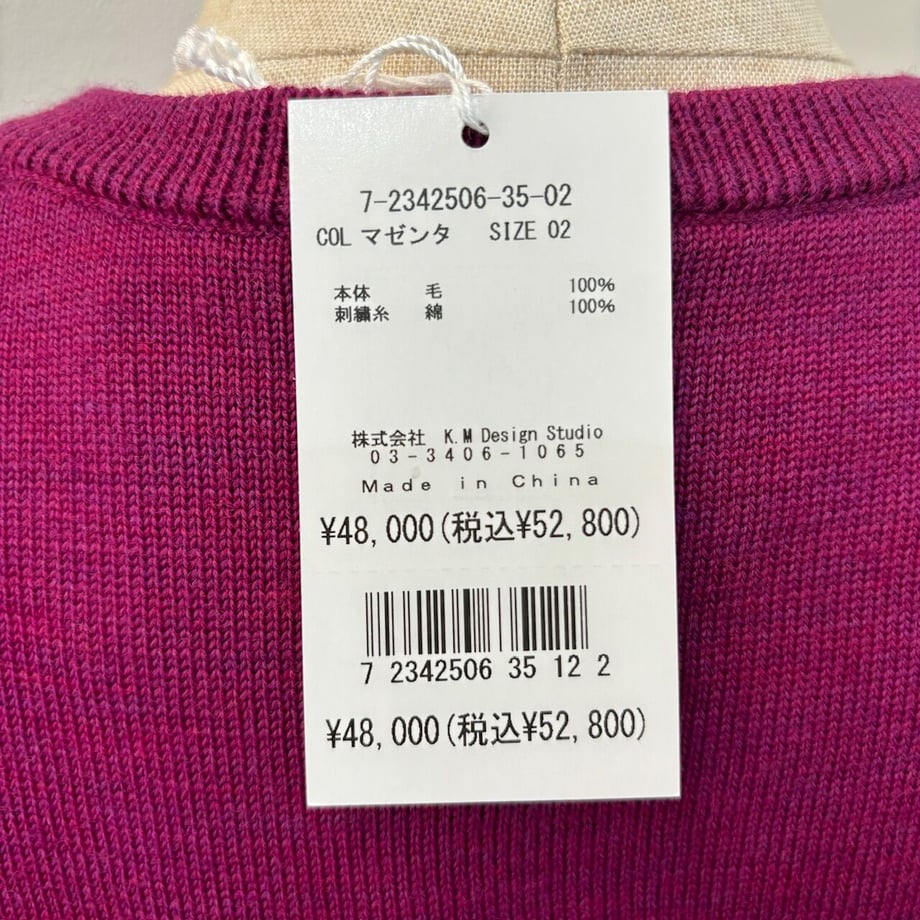 7-2342506-35-02
COL マゼンタ SIZE 02
本体 毛 100%
刺繍糸 綿 100%
株式会社 K.M Design Studio
03-3406-1065
Made in China
¥48,000(税込¥52,800)
7 2342506 35 12 2
¥48,000(税込¥52,800)